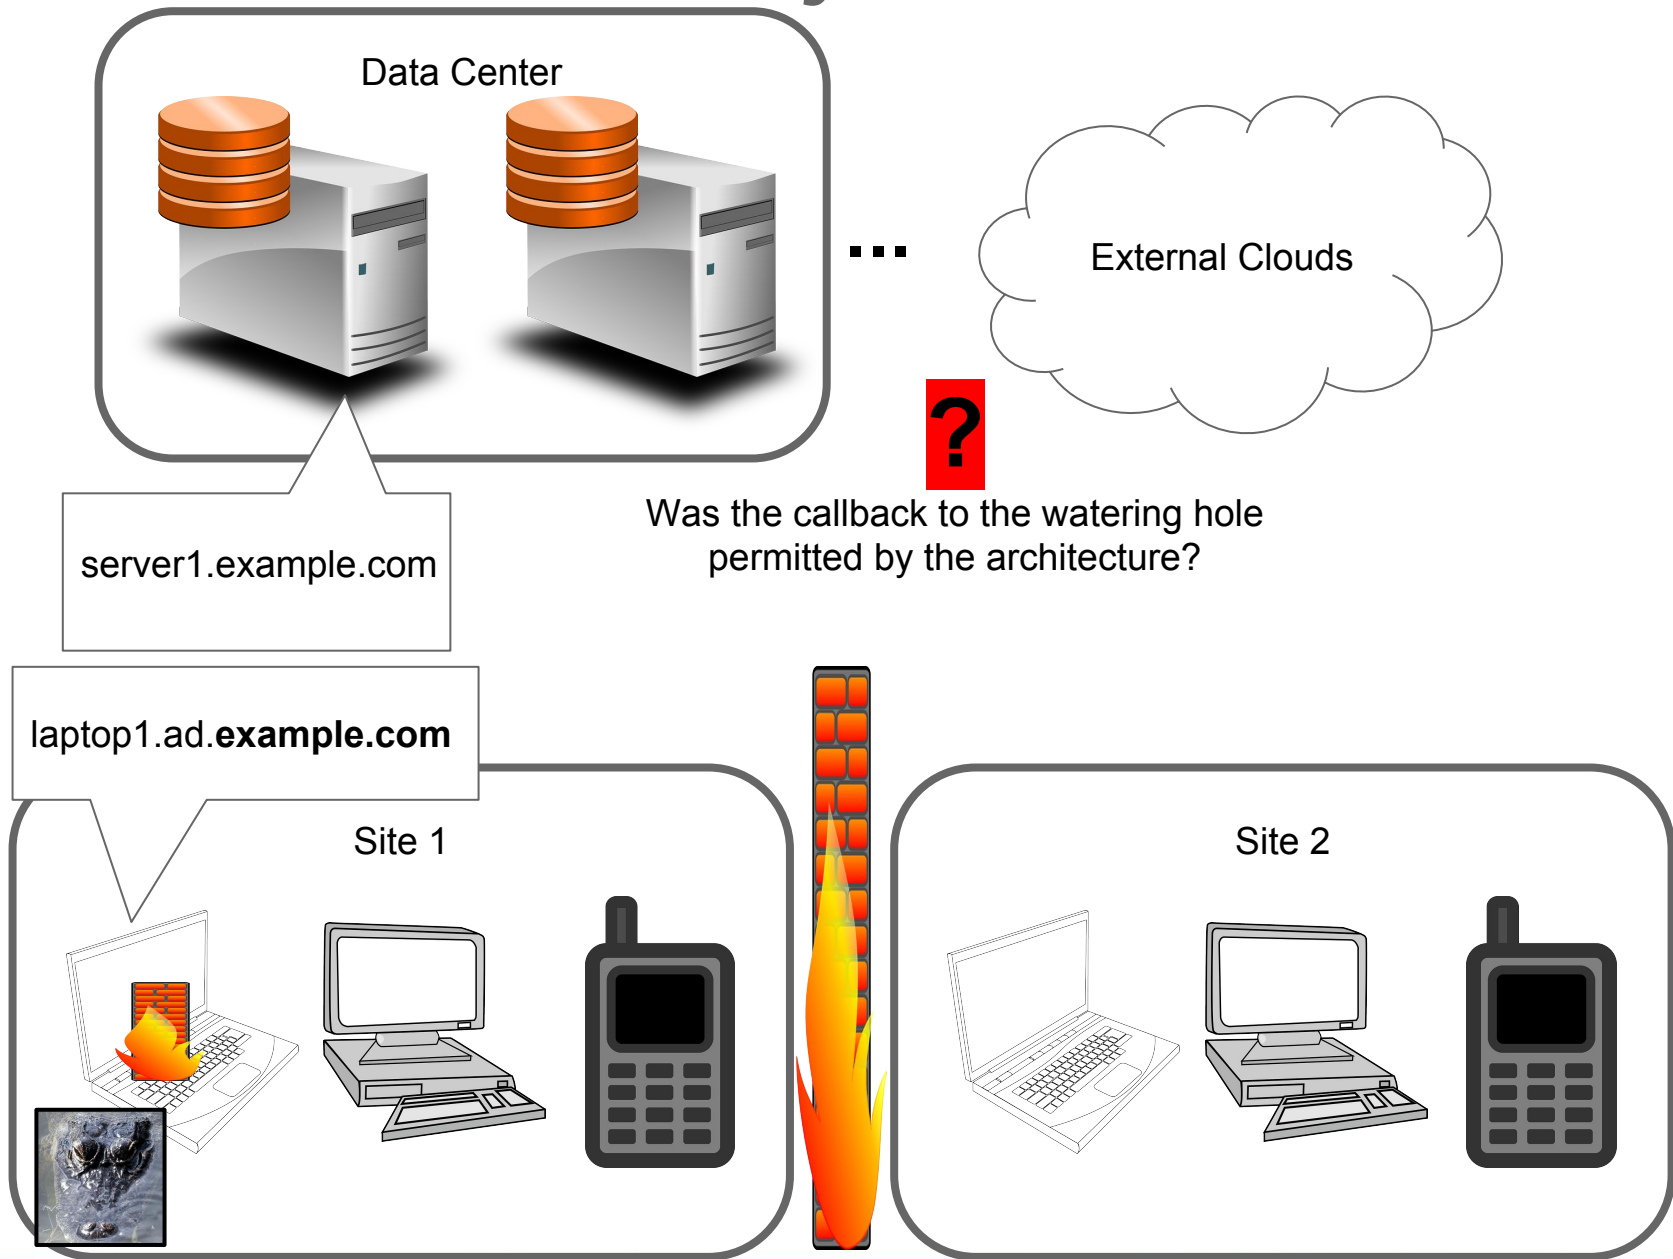 Data Center
External Clouds
?
Was the callback to the watering hole
permitted by the architecture?
server1.example.com
laptop1.ad.example.com
Site 1
Site 2